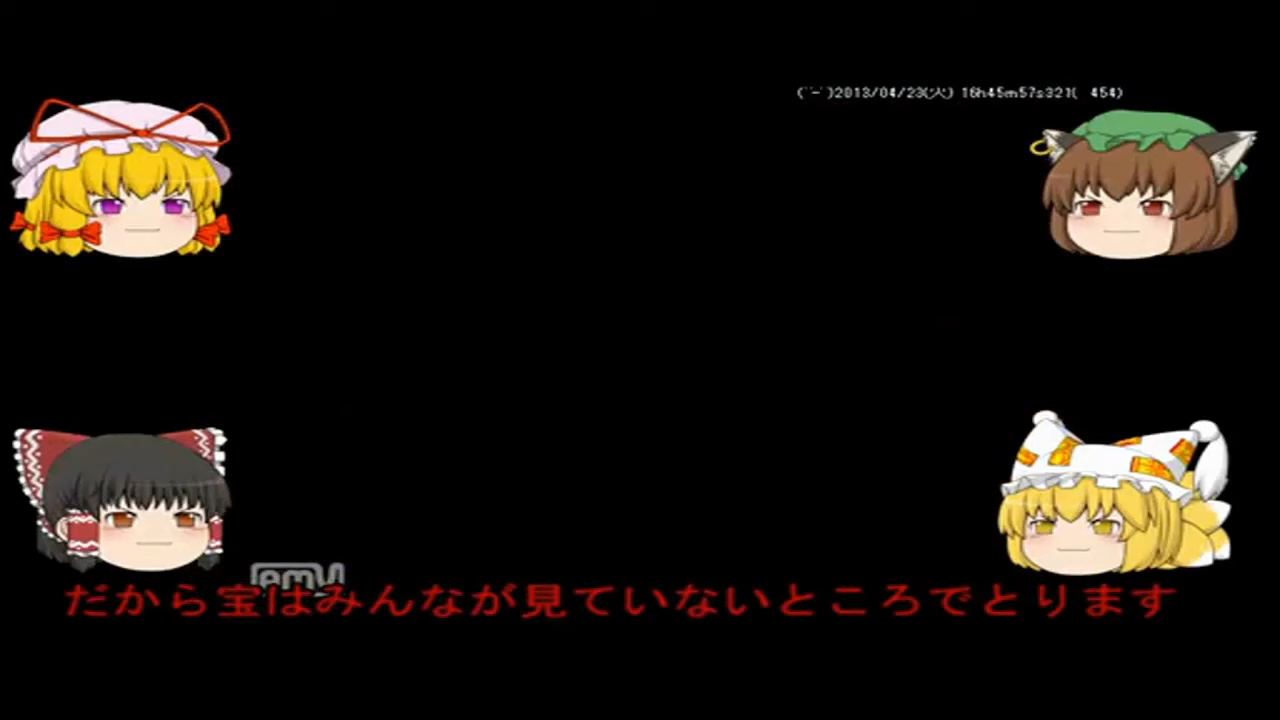 (¨-¨)2013/04/23(火) 16h45m57s321( 454)
emu
だから宝はみんなが見ていないところでとります